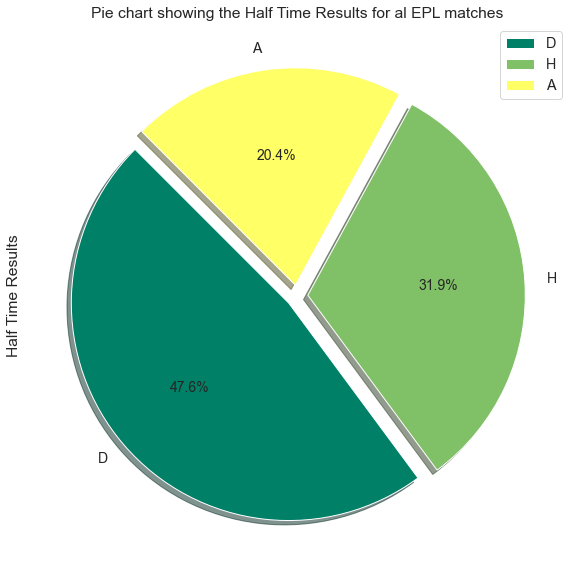 Pie chart showing the Half Time Results for al EPL matches
D
H
A
A
20.4%
H
31.9%
Half Time Results
47.6%
D